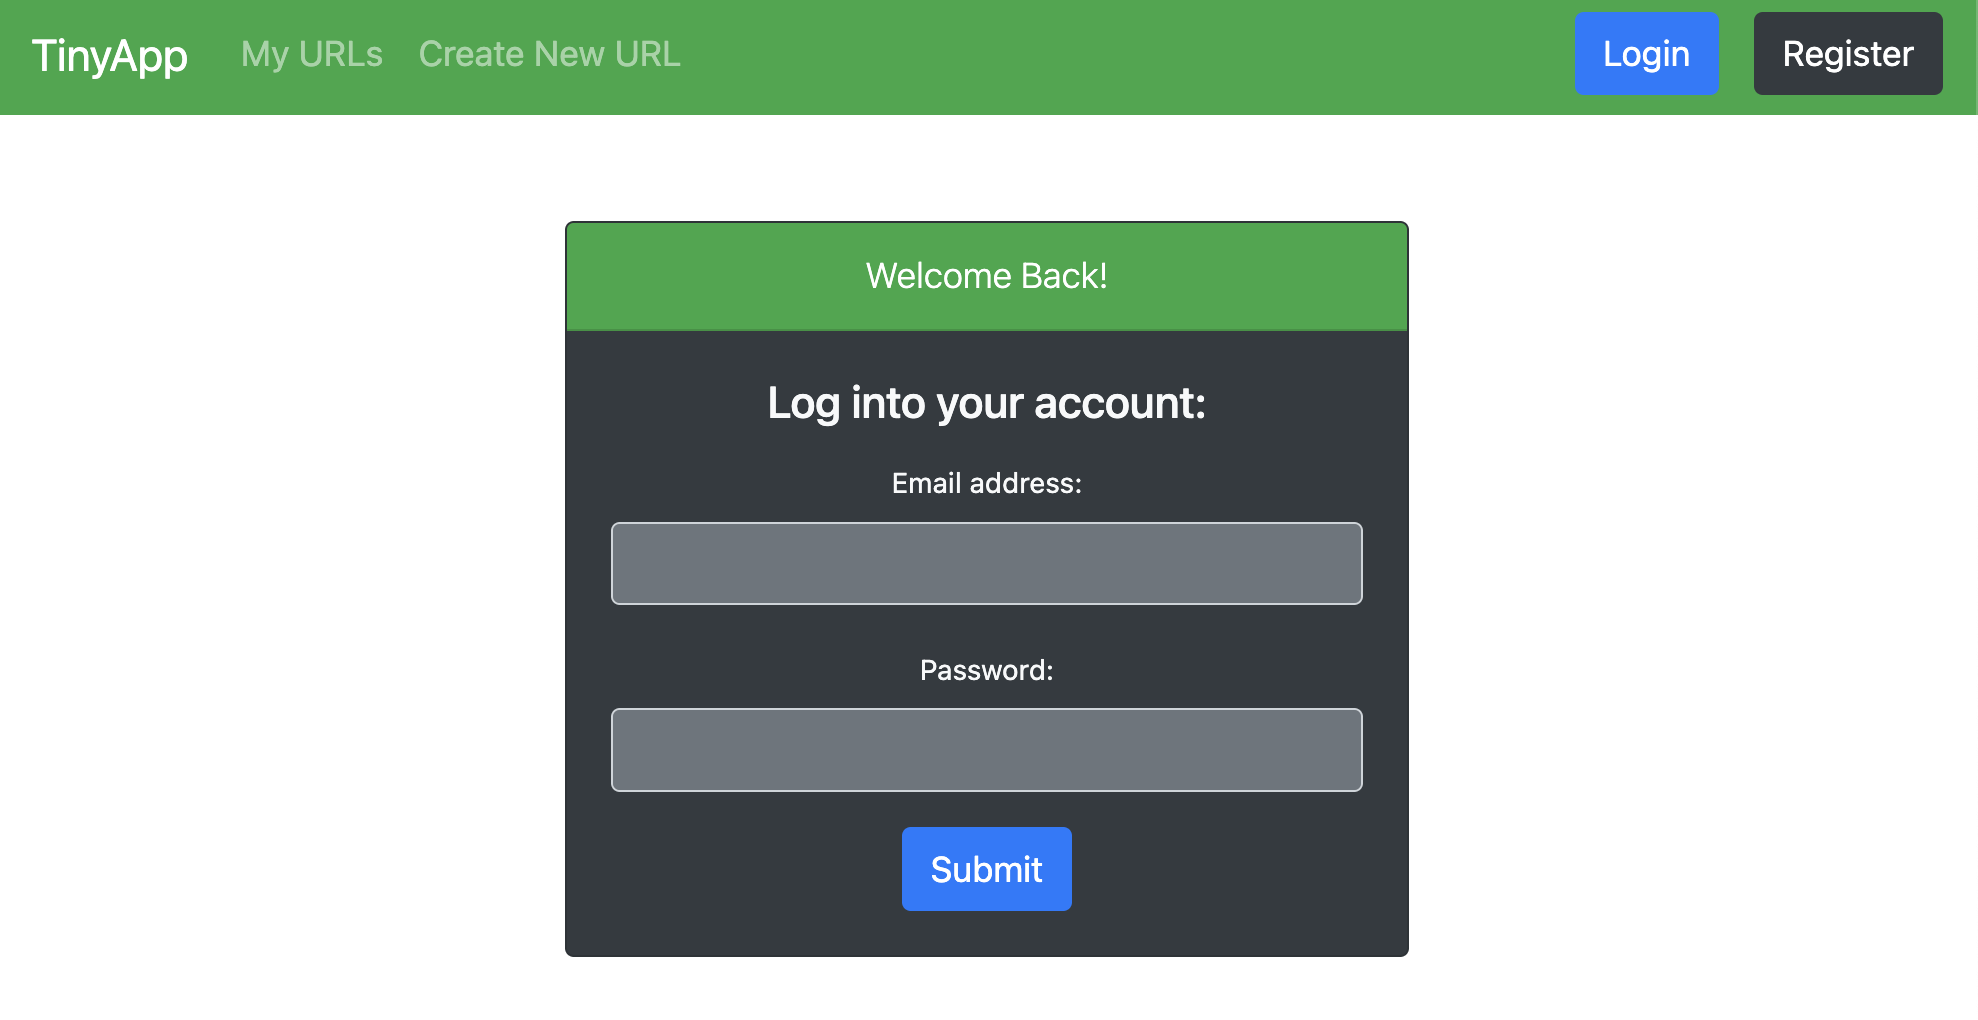 TinyApp My URLs Create New URL Login Register
Welcome Back!
Log into your account:
Email address:
Password:
Submit